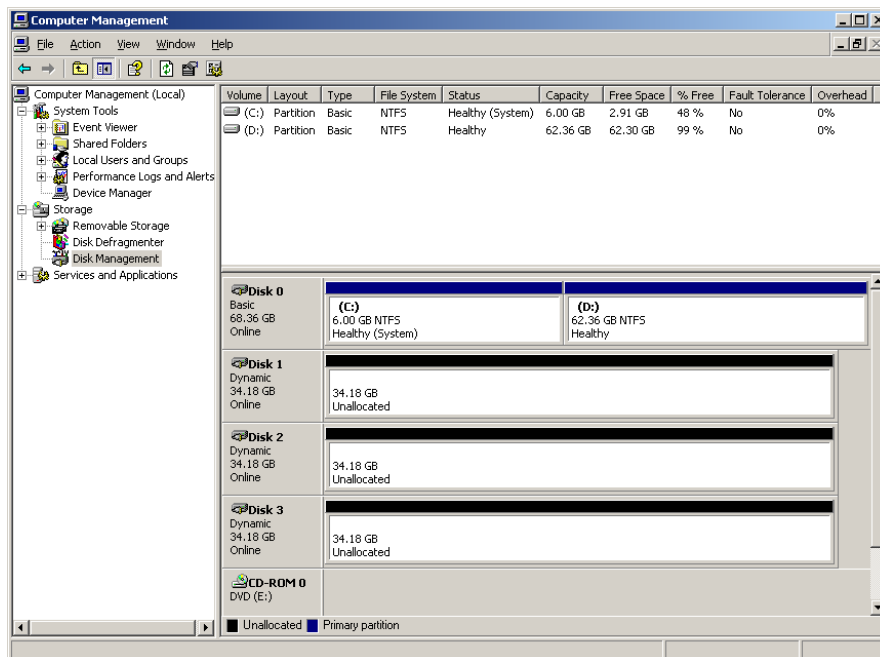 Computer Management
File Action View Window Help
Computer Management (Local)
System Tools
Event Viewer
Shared Folders
Local Users and Groups
Performance Logs and Alerts
Device Manager
Storage
Removable Storage
Disk Defragmenter
Disk Management
Services and Applications
Volume Layout Type File System Status Capacity Free Space % Free Fault Tolerance Overhead
(C:) Partition Basic NTFS Healthy (System) 6.00 GB 2.91 GB 48 % No 0%
(D:) Partition Basic NTFS Healthy 62.36 GB 62.30 GB 99 % No 0%
Disk 0
Basic
68.36 GB
Online
(C:)
6.00 GB NTFS
Healthy (System)
(D:)
62.36 GB NTFS
Healthy
Disk 1
Dynamic
34.18 GB
Online
34.18 GB
Unallocated
Disk 2
Dynamic
34.18 GB
Online
34.18 GB
Unallocated
Disk 3
Dynamic
34.18 GB
Online
34.18 GB
Unallocated
CD-ROM 0
DVD (E:)
Unallocated Primary partition